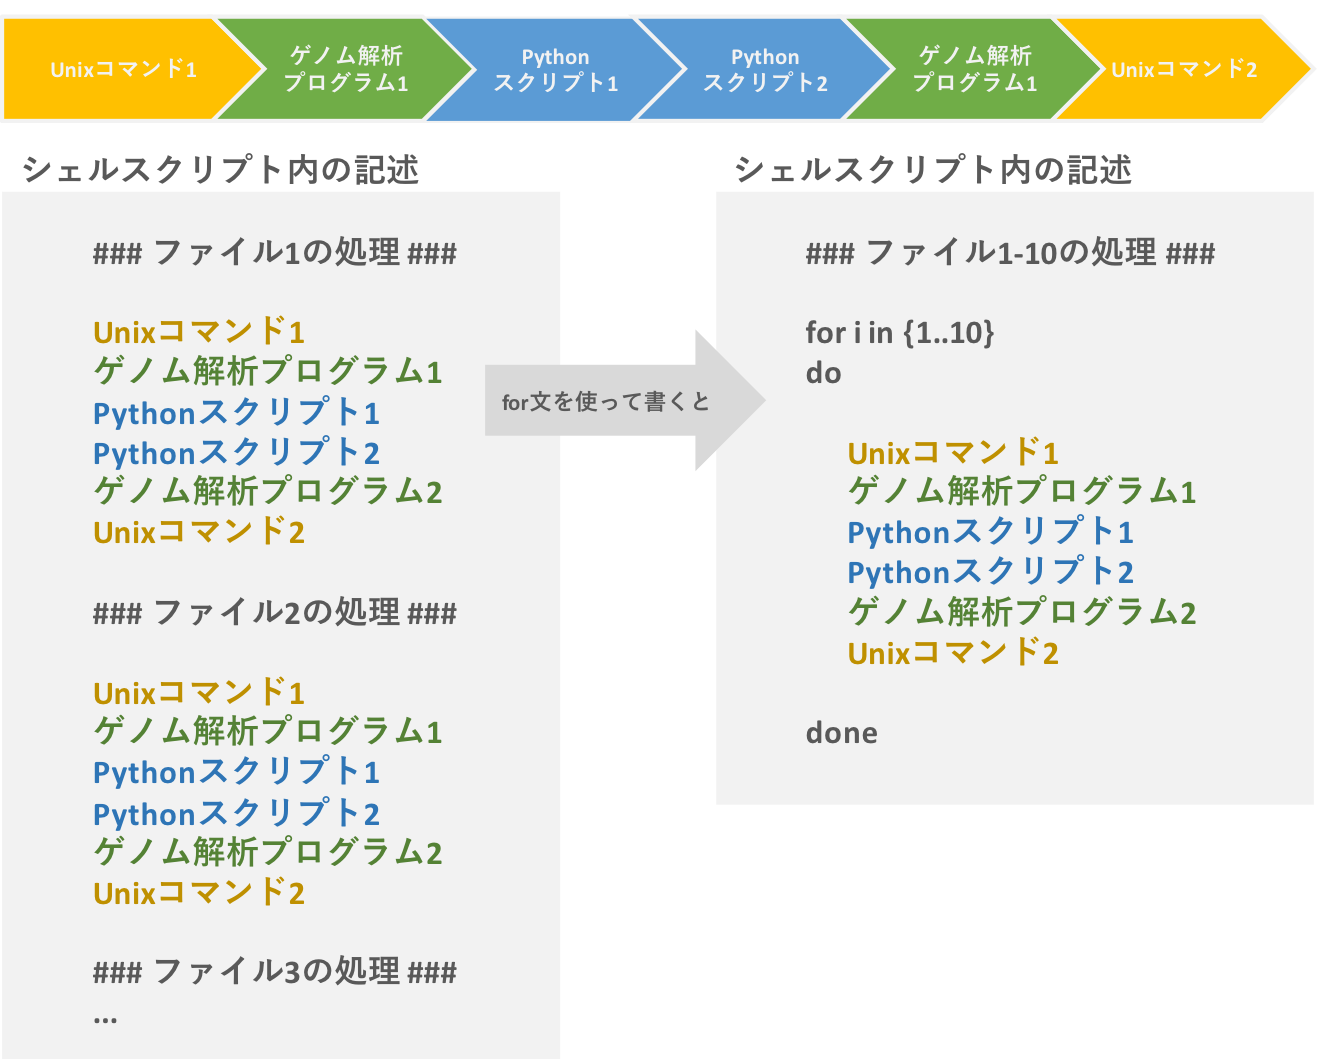 Unixコマンド1
ゲノム解析
プログラム1
Python
スクリプト1
Python
スクリプト2
ゲノム解析
プログラム1
Unixコマンド2
シェルスクリプト内の記述
### ファイル1の処理 ###
Unixコマンド1
ゲノム解析プログラム1
Pythonスクリプト1
Pythonスクリプト2
ゲノム解析プログラム2
Unixコマンド2
### ファイル2の処理 ###
Unixコマンド1
ゲノム解析プログラム1
Pythonスクリプト1
Pythonスクリプト2
ゲノム解析プログラム2
Unixコマンド2
### ファイル3の処理 ###
...
for文を使って書くと
シェルスクリプト内の記述
### ファイル1-10の処理 ###
for i in {1..10}
do
Unixコマンド1
ゲノム解析プログラム1
Pythonスクリプト1
Pythonスクリプト2
ゲノム解析プログラム2
Unixコマンド2
done